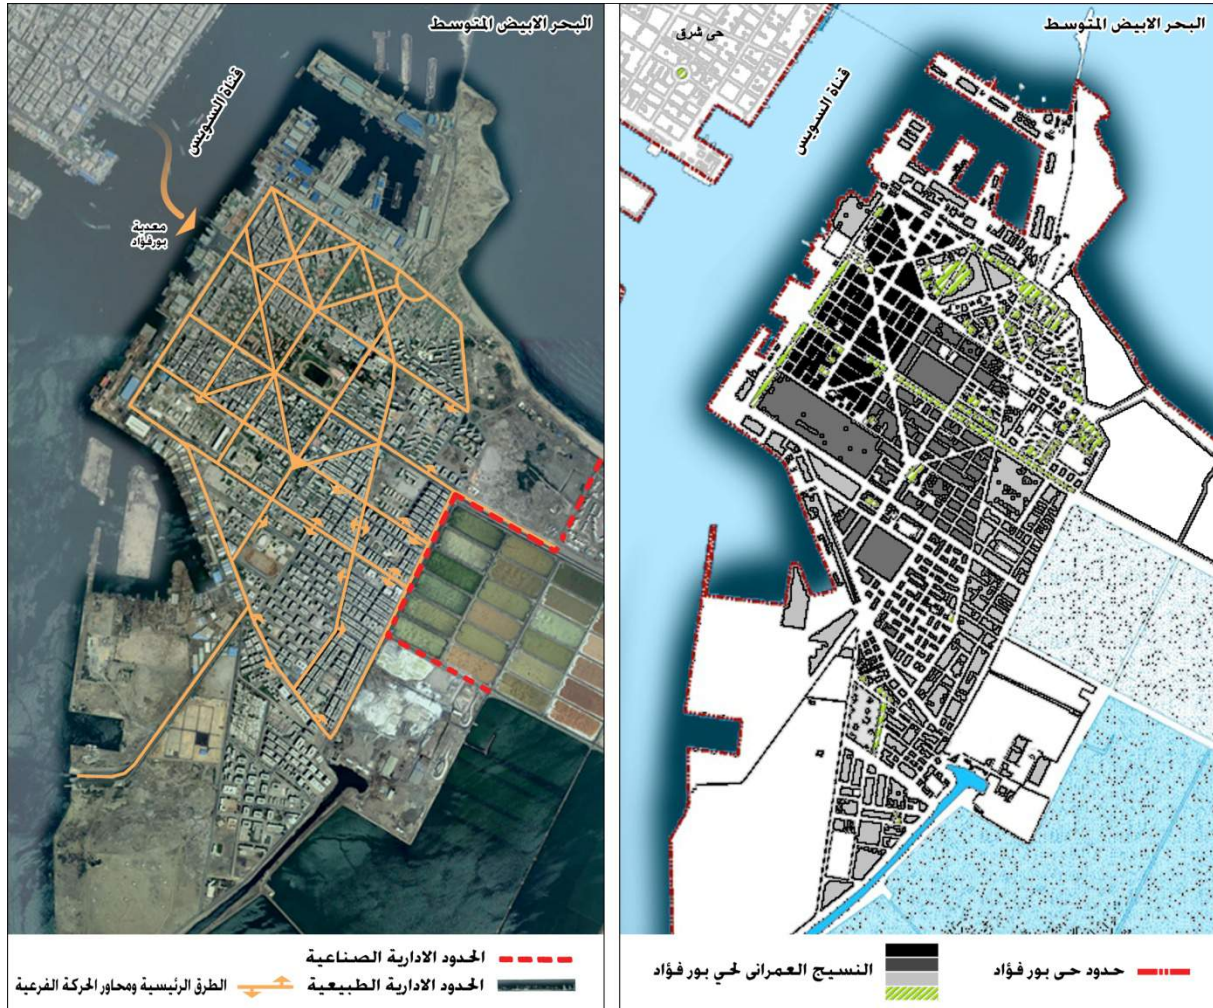 البحر الابيض المتوسط
قناة السويس
معدية
بورفؤاد
الحدود الادارية الصناعية
الحدود الادارية الطبيعية
الطرق الرئيسية ومحاور الحركة الفرعية
البحر الابيض المتوسط
حى شرق
قناة السويس
النسيج العمرانى لحي بور فؤاد
حدود حى بور فؤاد